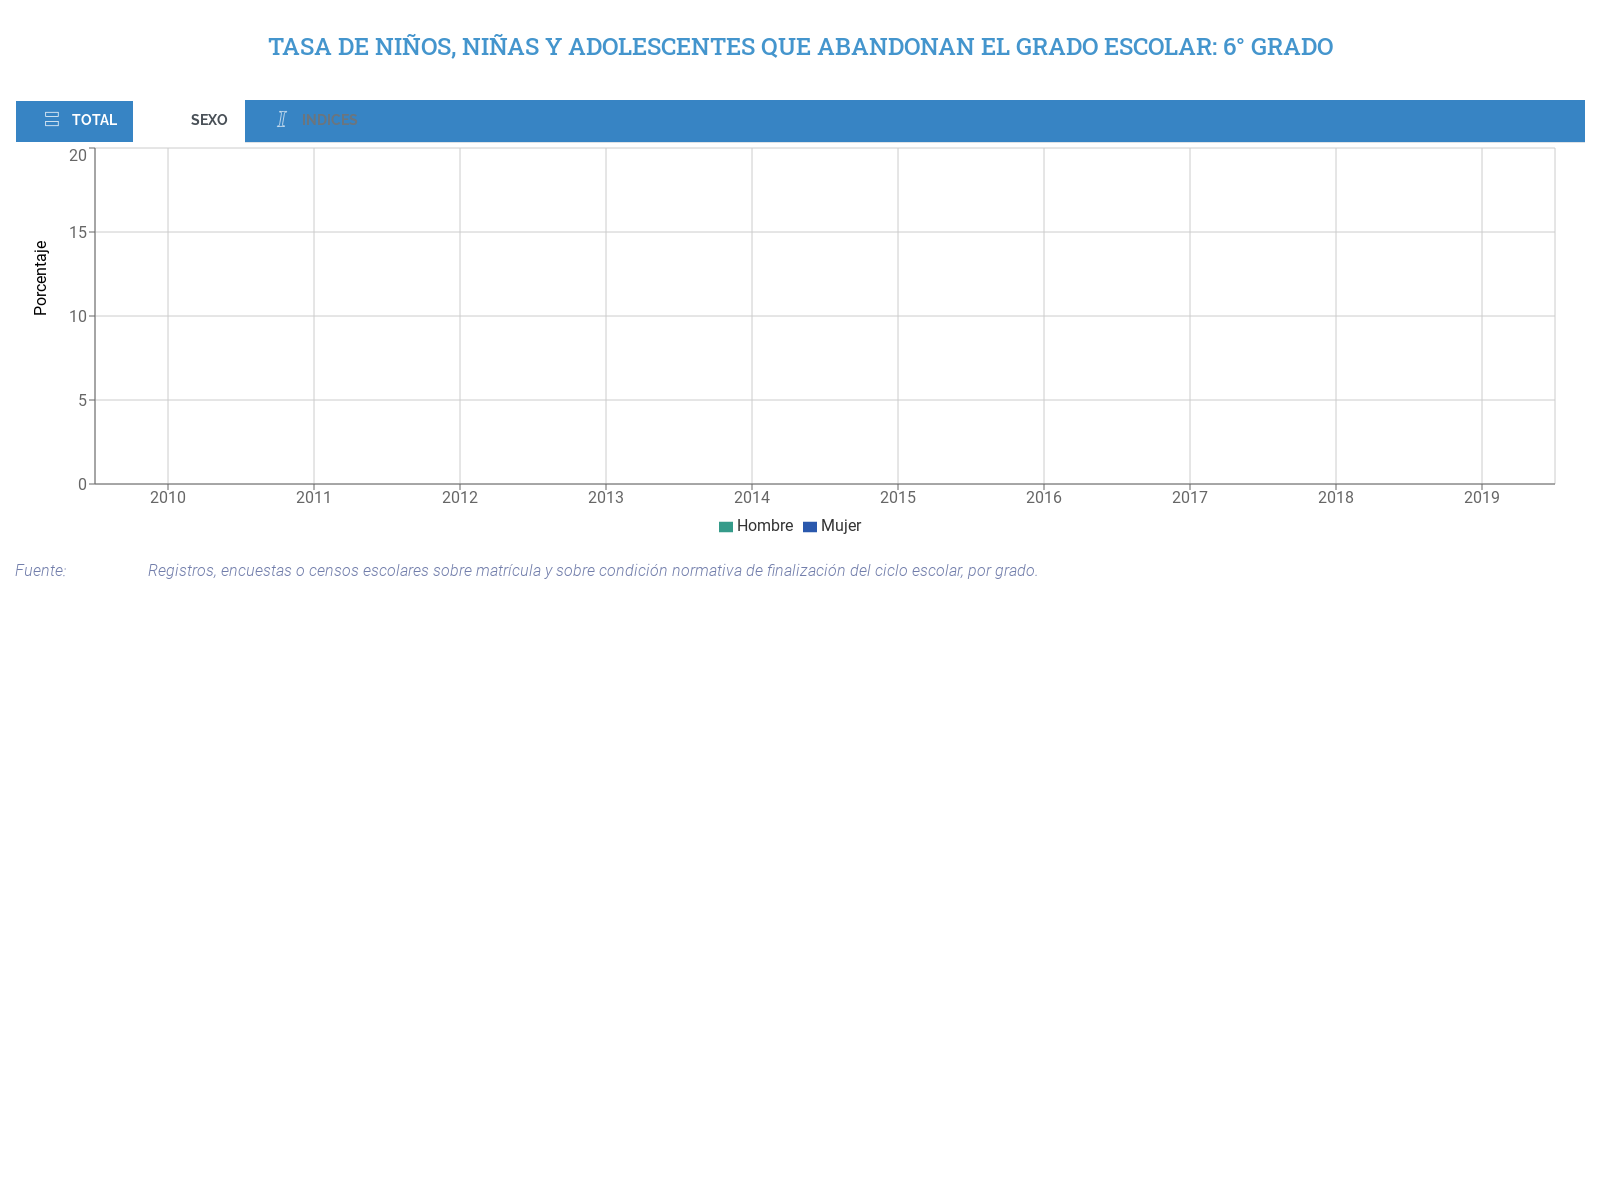 TASA DE NIÑOS, NIÑAS Y ADOLESCENTES QUE ABANDONAN EL GRADO ESCOLAR: 6° GRADO
TOTAL SEXO INDICES
20
15
10
5
0
Porcentaje
2010 2011 2012 2013 2014 2015 2016 2017 2018 2019
Hombre Mujer
Fuente: Registros, encuestas o censos escolares sobre matrícula y sobre condición normativa de finalización del ciclo escolar, por grado.